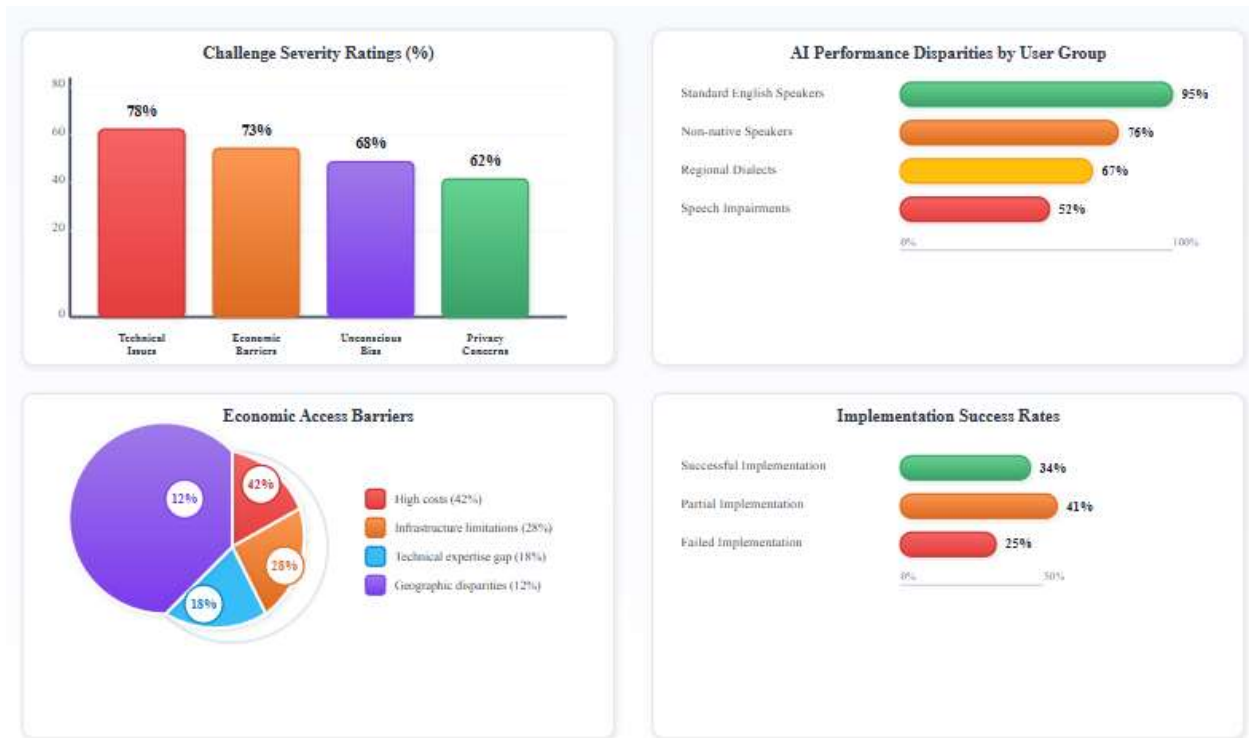 Challenge Severity Ratings (%)
80
60
40
20
0
78%
73%
68%
62%
Technical
Issues
Economic
Barriers
Unconscious
Bias
Privacy
Concerns
AI Performance Disparities by User Group
Standard English Speakers
95%
Non-native Speakers
76%
Regional Dialects
67%
Speech Impairments
52%
0%
100%
Economic Access Barriers
12%
42%
28%
18%
High costs (42%)
Infrastructure limitations (28%)
Technical expertise gap (18%)
Geographic disparities (12%)
Implementation Success Rates
Successful Implementation
34%
Partial Implementation
41%
Failed Implementation
25%
0%
50%